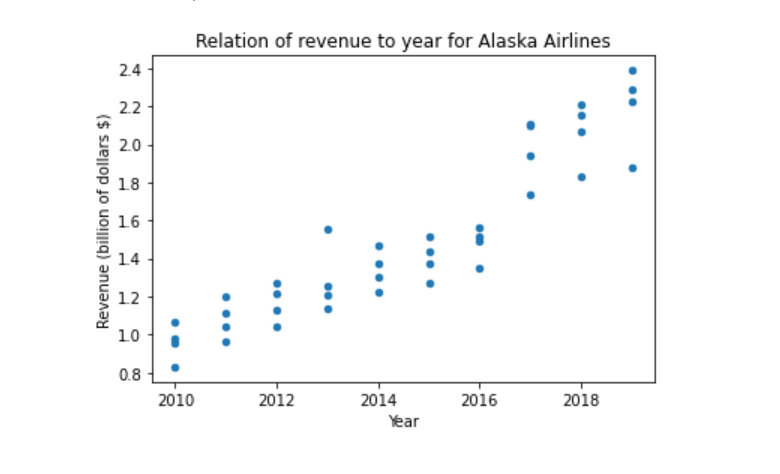 Relation of revenue to year for Alaska Airlines
2.4
2.2
2.0
1.8
1.6
1.4
1.2
1.0
0.8
Revenue (billion of dollars $)
2010 2012 2014 2016 2018
Year